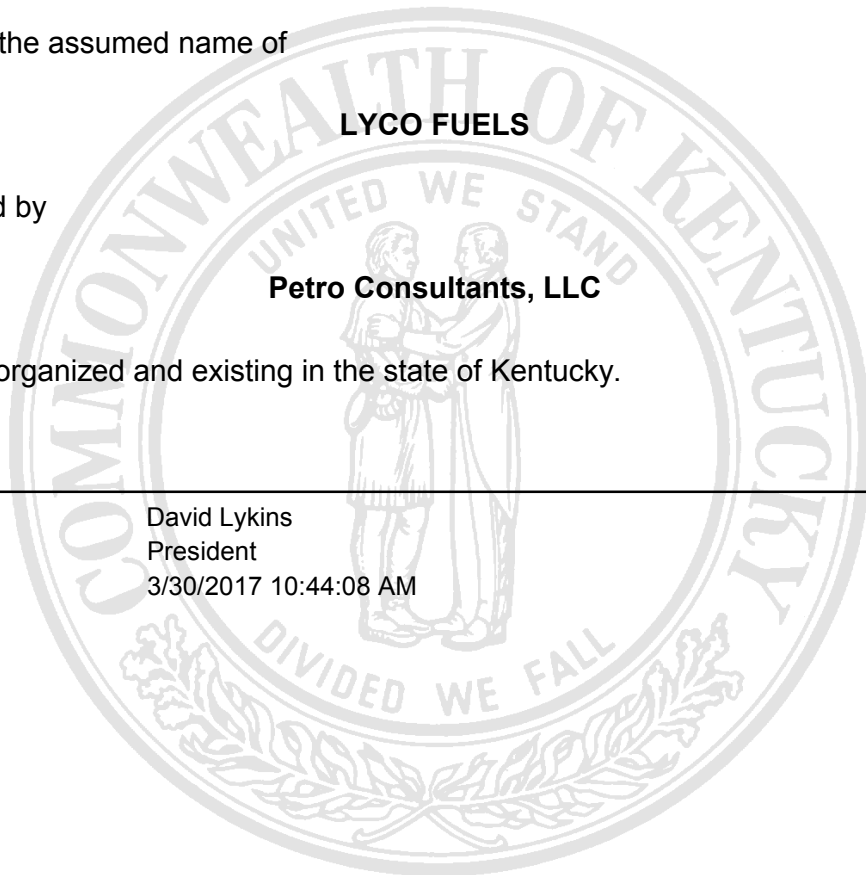 the assumed name of
LYCO FUELS
d by
Petro Consultants, LLC
organized and existing in the state of Kentucky.
David Lykins
President
3/30/2017 10:44:08 AM
COMMONWEALTH OF KENTUCKY
UNITED WE STAND
DIVIDED WE FALL